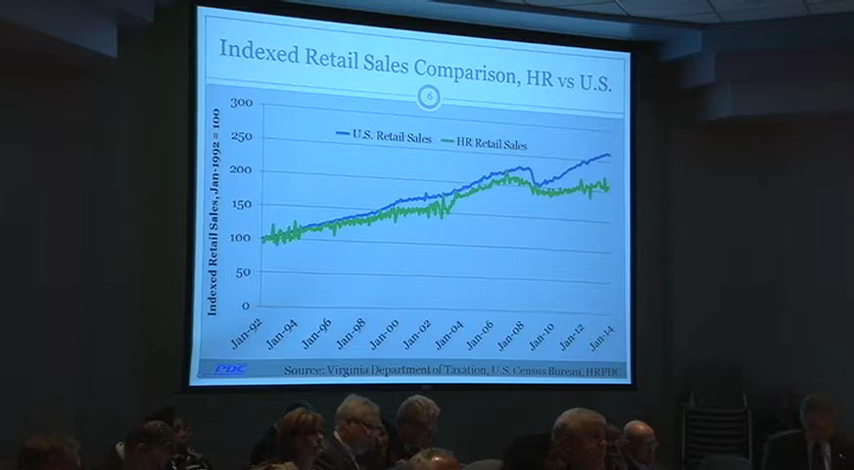 Indexed Retail Sales Comparison, HR vs U.S.
6
300
250
200
150
100
50
0
Indexed Retail Sales, Jan-1992 = 100
U.S. Retail Sales
HR Retail Sales
Jan-92
Jan-94
Jan-96
Jan-98
Jan-00
Jan-02
Jan-04
Jan-06
Jan-08
Jan-10
Jan-12
Jan-14
PDC
Source: Virginia Department of Taxation, U.S. Census Bureau, HRPDC